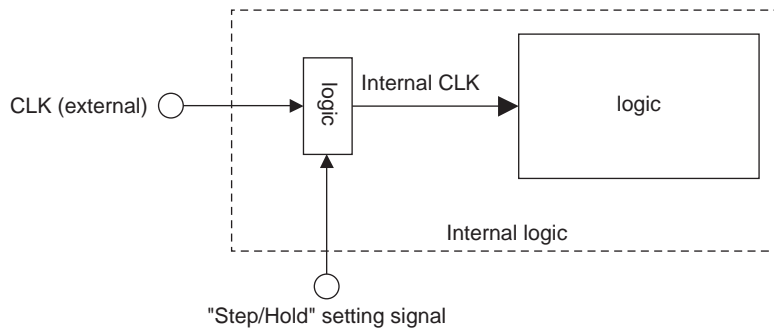 CLK (external)
logic
Internal CLK
logic
Internal logic
"Step/Hold" setting signal